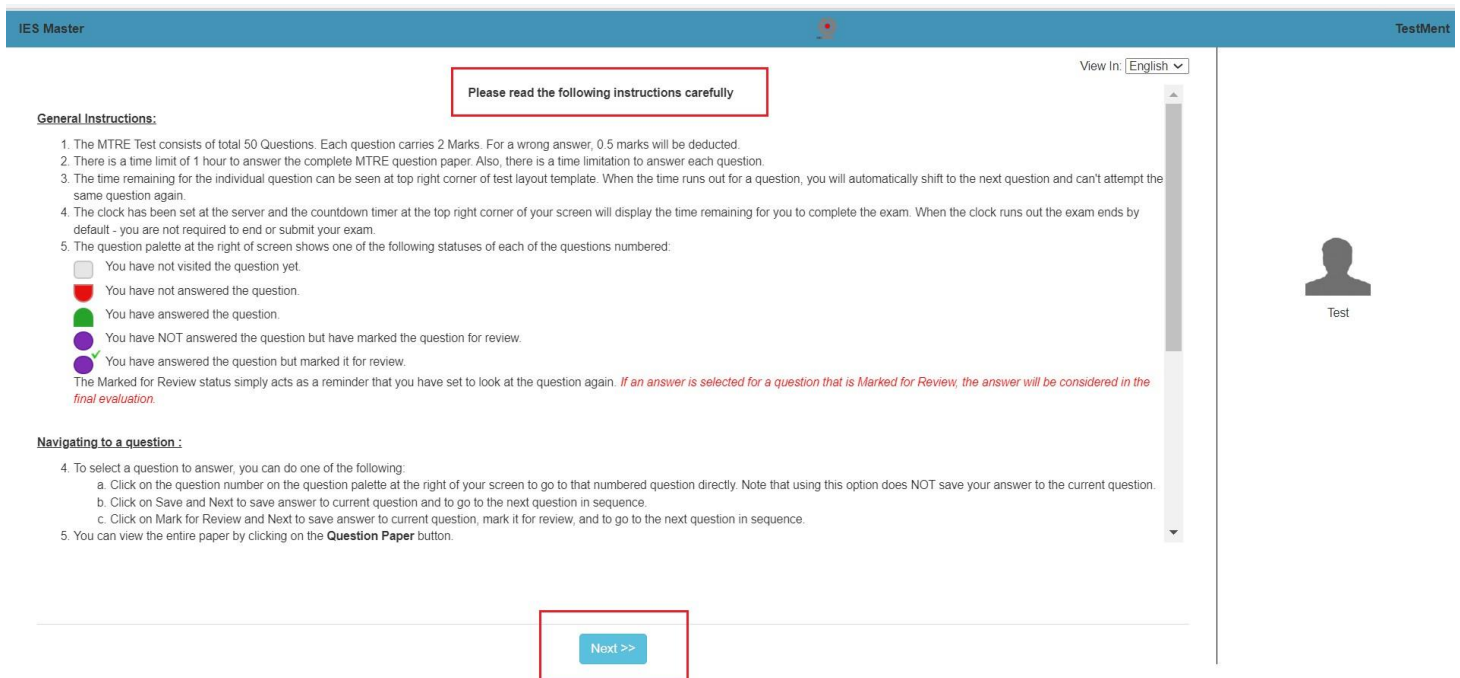 IES Master
TestMent
View In: English
Please read the following instructions carefully
General Instructions:
1. The MTRE Test consists of total 50 Questions. Each question carries 2 Marks. For a wrong answer, 0.5 marks will be deducted.
2. There is a time limit of 1 hour to answer the complete MTRE question paper. Also, there is a time limitation to answer each question.
3. The time remaining for the individual question can be seen at top right corner of test layout template. When the time runs out for a question, you will automatically shift to the next question and can't attempt the
same question again.
4. The clock has been set at the server and the countdown timer at the top right corner of your screen will display the time remaining for you to complete the exam. When the clock runs out the exam ends by
default - you are not required to end or submit your exam.
5. The question palette at the right of screen shows one of the following statuses of each of the questions numbered:
You have not visited the question yet.
You have not answered the question.
You have answered the question.
You have NOT answered the question but have marked the question for review.
You have answered the question but marked it for review.
The Marked for Review status simply acts as a reminder that you have set to look at the question again. If an answer is selected for a question that is Marked for Review, the answer will be considered in the
final evaluation.
Test
Navigating to a question :
4. To select a question to answer, you can do one of the following:
a. Click on the question number on the question palette at the right of your screen to go to that numbered question directly. Note that using this option does NOT save your answer to the current question.
b. Click on Save and Next to save answer to current question and to go to the next question in sequence.
c. Click on Mark for Review and Next to save answer to current question, mark it for review, and to go to the next question in sequence.
5. You can view the entire paper by clicking on the Question Paper button.
Next >>